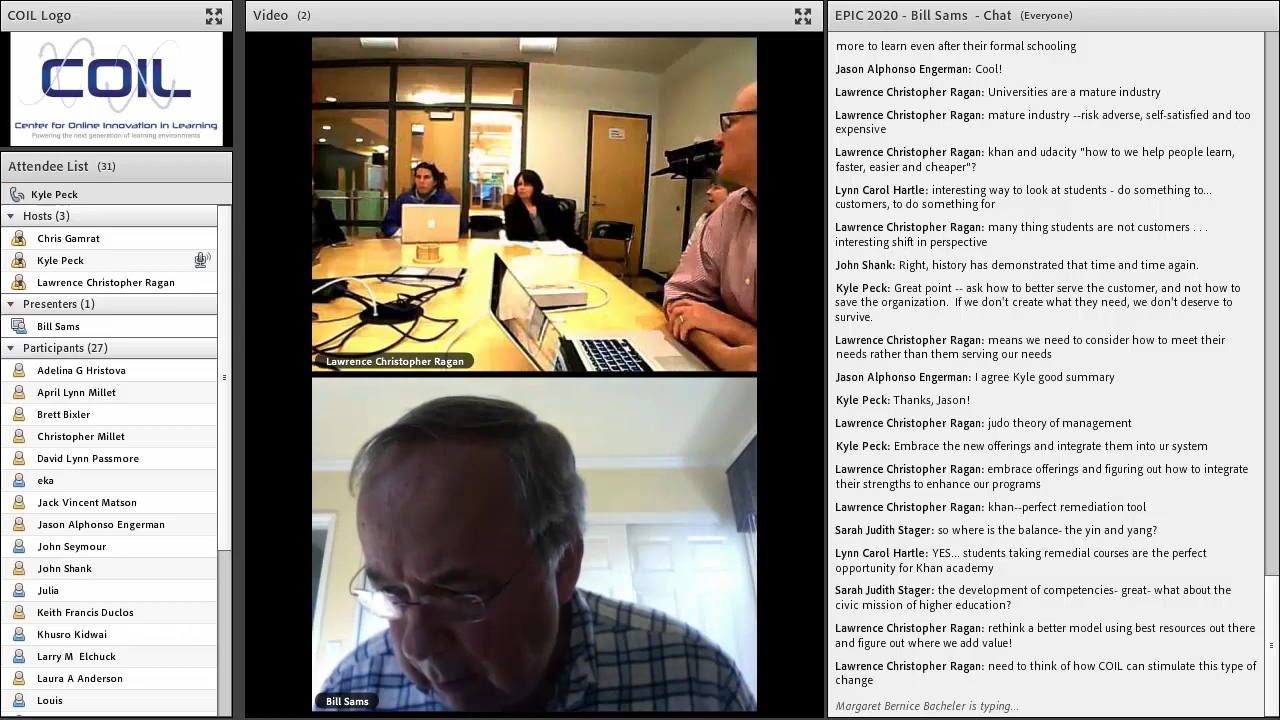 COIL Logo
COIL
Center for Online Innovation in Learning
Powering the next generation of learning environments
Attendee List (31)
Kyle Peck
Hosts (3)
Chris Gamrat
Kyle Peck
Lawrence Christopher Ragan
Presenters (1)
Bill Sams
Participants (27)
Adelina G Hristova
April Lynn Millet
Brett Bixler
Christopher Millet
David Lynn Passmore
eka
Jack Vincent Matson
Jason Alphonso Engerman
John Seymour
John Shank
Julia
Keith Francis Duclos
Khusro Kidwai
Larry M Elchuck
Laura A Anderson
Louis
Video (2)
Lawrence Christopher Ragan
Bill Sams
EPIC 2020 - Bill Sams - Chat (Everyone)
more to learn even after their formal schooling
Jason Alphonso Engerman: Cool!
Lawrence Christopher Ragan: Universities are a mature industry
Lawrence Christopher Ragan: mature industry --risk adverse, self-satisfied and too
expensive
Lawrence Christopher Ragan: khan and udacity "how to we help people learn,
faster, easier and cheaper"?
Lynn Carol Hartle: interesting way to look at students - do something to...
customers, to do something for
Lawrence Christopher Ragan: many thing students are not customers . . .
interesting shift in perspective
John Shank: Right, history has demonstrated that time and time again.
Kyle Peck: Great point -- ask how to better serve the customer, and not how to
save the organization. If we don't create what they need, we don't deserve to
survive.
Lawrence Christopher Ragan: means we need to consider how to meet their
needs rather than them serving our needs
Jason Alphonso Engerman: I agree Kyle good summary
Kyle Peck: Thanks, Jason!
Lawrence Christopher Ragan: judo theory of management
Kyle Peck: Embrace the new offerings and integrate them into ur system
Lawrence Christopher Ragan: embrace offerings and figuring out how to integrate
their strengths to enhance our programs
Lawrence Christopher Ragan: khan--perfect remediation tool
Sarah Judith Stager: so where is the balance- the yin and yang?
Lynn Carol Hartle: YES... students taking remedial courses are the perfect
opportunity for Khan academy
Sarah Judith Stager: the development of competencies- great- what about the
civic mission of higher education?
Lawrence Christopher Ragan: rethink a better model using best resources out there
and figure out where we add value!
Lawrence Christopher Ragan: need to think of how COIL can stimulate this type of
change
Margaret Bernice Bacheler is typing...